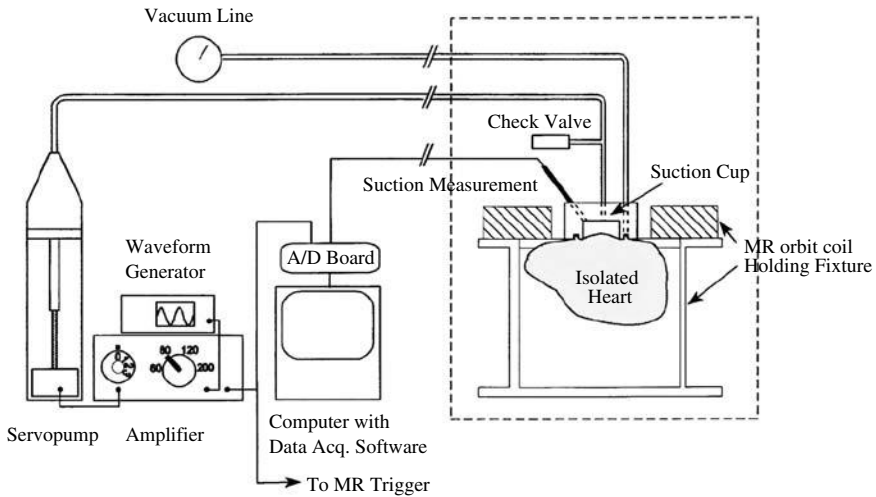 Vacuum Line
Check Valve
Suction Measurement
Suction Cup
Waveform
Generator
A/D Board
MR orbit coil
Holding Fixture
Isolated
Heart
80 120
60 200
0
Servopump
Amplifier
Computer with
Data Acq. Software
To MR Trigger